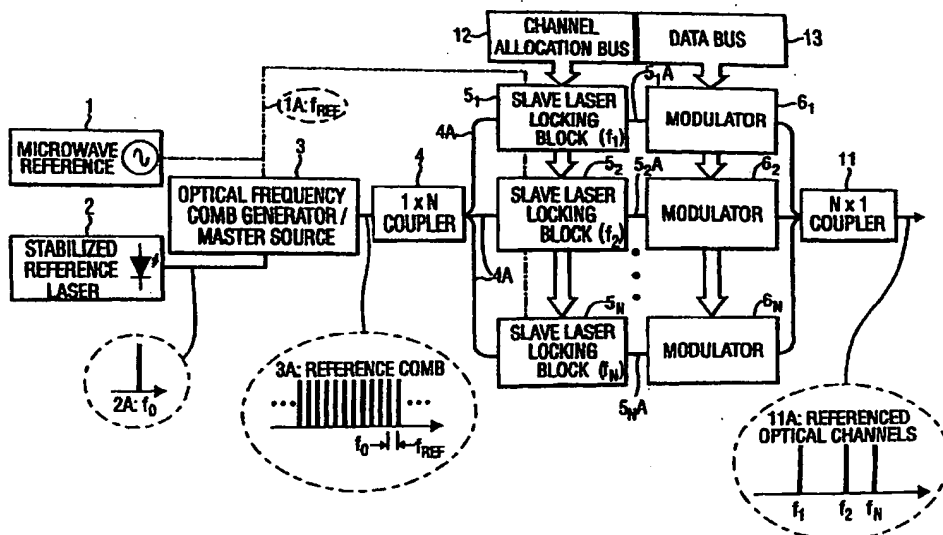 12
CHANNEL
ALLOCATION BUS
DATA BUS
13
1A: fREF
5₁
SLAVE LASER
LOCKING
BLOCK (f₁)
5₁A
MODULATOR
6₁
1
MICROWAVE
REFERENCE
4A
3
OPTICAL FREQUENCY
COMB GENERATOR /
MASTER SOURCE
4
1 x N
COUPLER
5₂
SLAVE LASER
LOCKING
BLOCK (f₂)
5₂A
MODULATOR
6₂
11
N x 1
COUPLER
2
STABILIZED
REFERENCE
LASER
4A
5N
SLAVE LASER
LOCKING
BLOCK (fN)
5NA
MODULATOR
6N
2A: f₀
3A: REFERENCE COMB
f₀
fREF
11A: REFERENCED
OPTICAL CHANNELS
f₁
f₂
fN